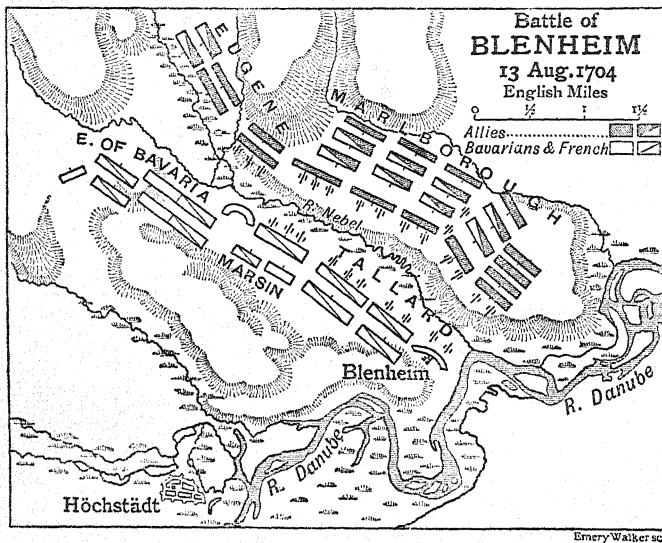 Battle of
BLENHEIM
13 Aug. 1704
English Miles
0 ½ 1 1½
Allies
Bavarians & French
EUGENE
MARLBOROUGH
E. OF BAVARIA
R. Nebel
MARSIN
TALLARD
Blenheim
R. Danube
R. Danube
Höchstädt
Emery Walker sc